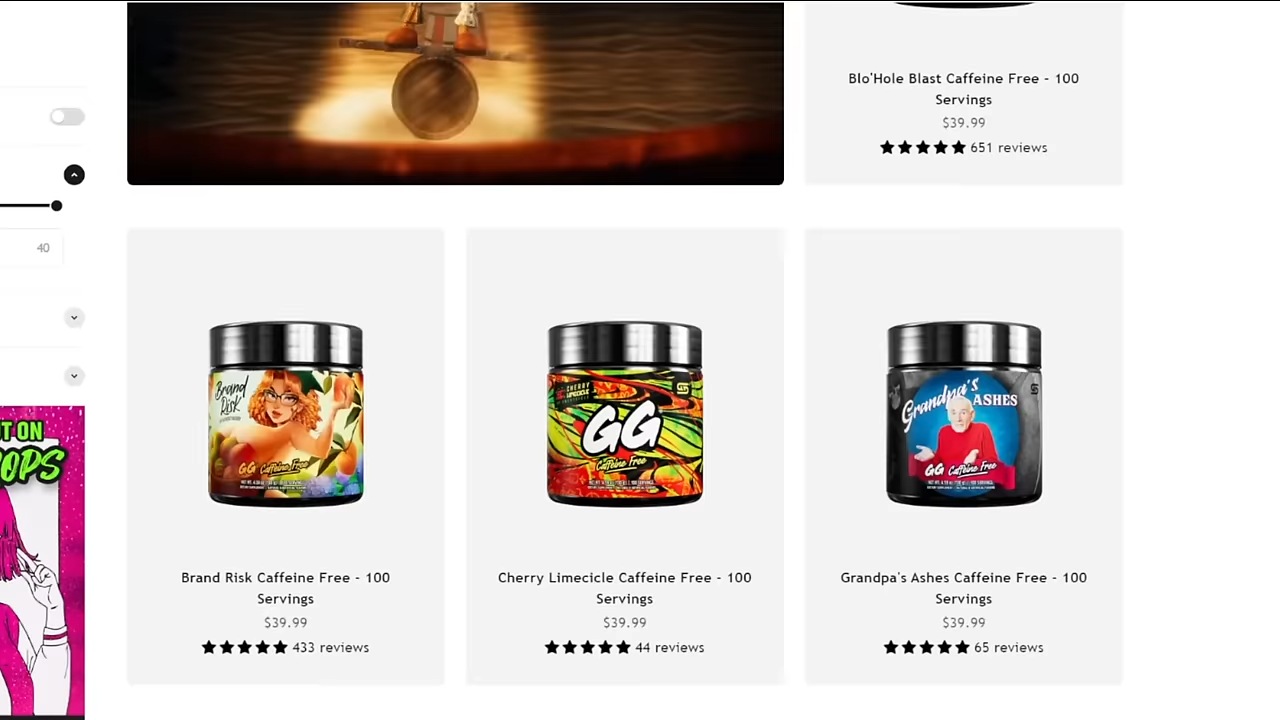 Blo'Hole Blast Caffeine Free - 100
Servings
$39.99
651 reviews
40
T ON
OPS
Brand
Risk
GG Caffeine Free
CHERRY
LIMECICLE
GG
Caffeine Free
Grandpa's
ASHES
GG Caffeine Free
Brand Risk Caffeine Free - 100
Servings
$39.99
433 reviews
Cherry Limecicle Caffeine Free - 100
Servings
$39.99
44 reviews
Grandpa's Ashes Caffeine Free - 100
Servings
$39.99
65 reviews